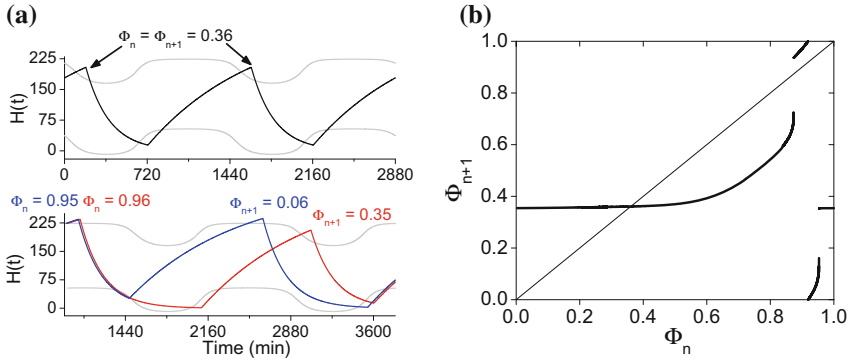 (a)
Φn = Φn+1 = 0.36
H(t)
225
150
75
0
0 720 1440 2160 2880
Φn = 0.95 Φn = 0.96
Φn+1 = 0.06
Φn+1 = 0.35
H(t)
225
150
75
0
1440 2160 2880 3600
Time (min)
(b)
Φn+1
1.0
0.8
0.6
0.4
0.2
0.0
0.0 0.2 0.4 0.6 0.8 1.0
Φn